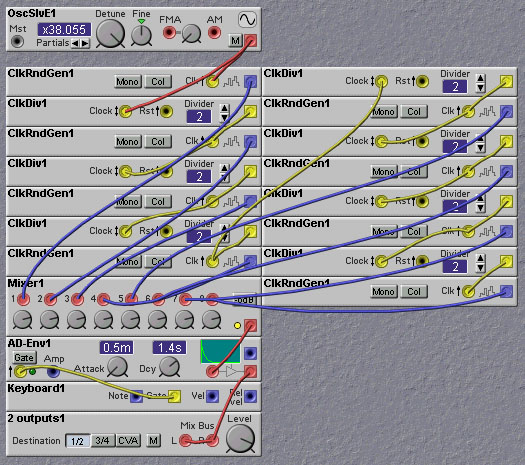 OscSlvE1
Detune Fine FMA AM
Mst x38.055
Partials M
ClkRndGen1 Mono Col Clk
ClkDiv1 Clock Rst Divider 2
ClkDiv1 Clock Rst Divider 2
ClkRndGen1 Mono Col Clk
ClkRndGen1 Mono Col Clk
ClkDiv1 Clock Rst Divider 2
ClkDiv1 Clock Rst Divider 2
ClkRndGen1 Mono Col Clk
ClkRndGen1 Mono Col Clk
ClkDiv1 Clock Rst Divider 2
ClkDiv1 Clock Rst Divider 2
ClkRndGen1 Mono Col Clk
ClkRndGen1 Mono Col Clk
ClkDiv1 Clock Rst Divider 2
Mixer1
ClkRndGen1 Mono Col Clk
1 2 3 4 5 6 7 8
AD-Env1
Gate Amp 0.5m 1.4s
Attack Dcy
Keyboard1
Note Gate Vel Rel vel
2 outputs1 Mix Bus Level
Destination 1/2 3/4 CVA M L R